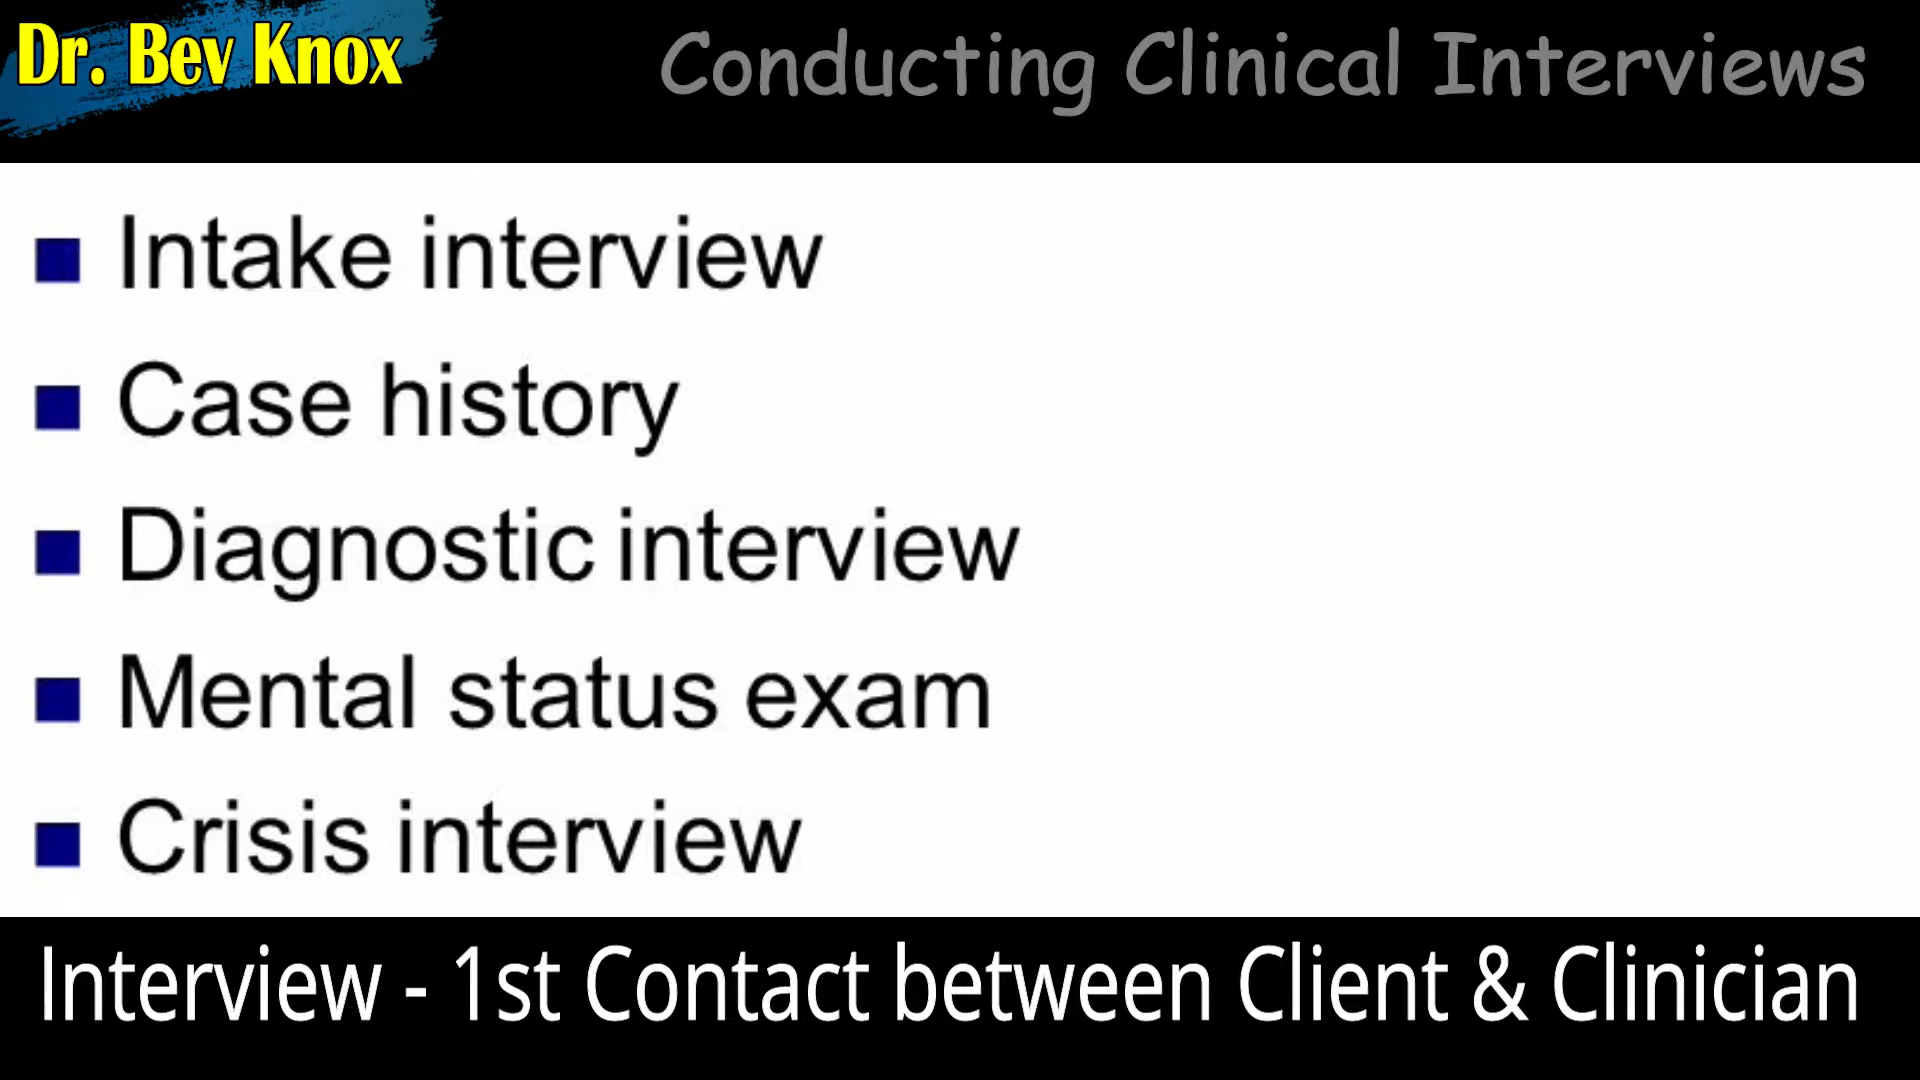 Dr. Bev Knox
Conducting Clinical Interviews
Intake interview
Case history
Diagnostic interview
Mental status exam
Crisis interview
Interview - 1st Contact between Client & Clinician